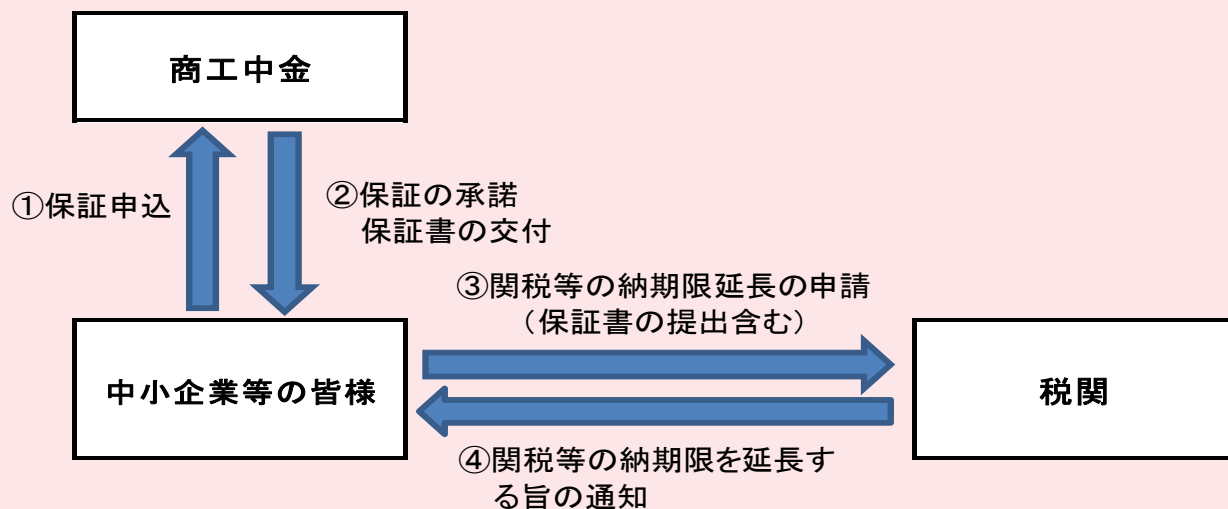 商工中金
①保証申込
②保証の承諾
保証書の交付
③関税等の納期限延長の申請
（保証書の提出含む）
中小企業等の皆様
税関
④関税等の納期限を延長す
る旨の通知